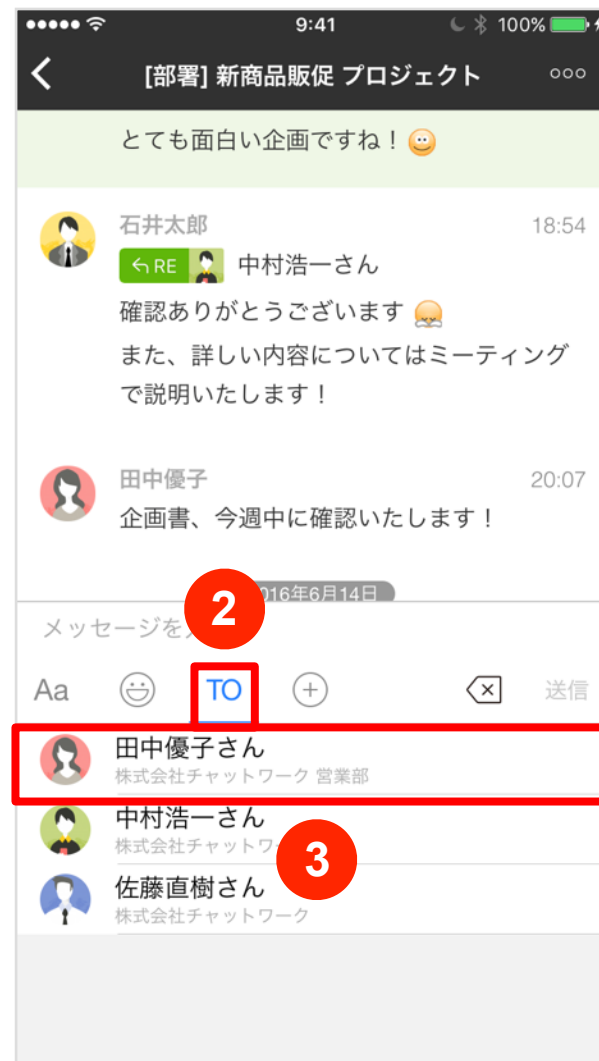 9:41
100%
[部署] 新商品販促 プロジェクト
とても面白い企画ですね！
石井太郎
18:54
RE 中村浩一さん
確認ありがとうございます
また、詳しい内容についてはミーティング
で説明いたします！
田中優子
20:07
企画書、今週中に確認いたします！
016年6月14日
2
メッセージを
Aa TO 送信
田中優子さん
株式会社チャットワーク 営業部
中村浩一さん
株式会社チャットワ
3
佐藤直樹さん
株式会社チャットワーク